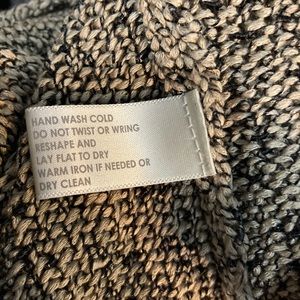 HAND WASH COLD
DO NOT TWIST OR WRING
RESHAPE AND
LAY FLAT TO DRY
WARM IRON IF NEEDED OR
DRY CLEAN